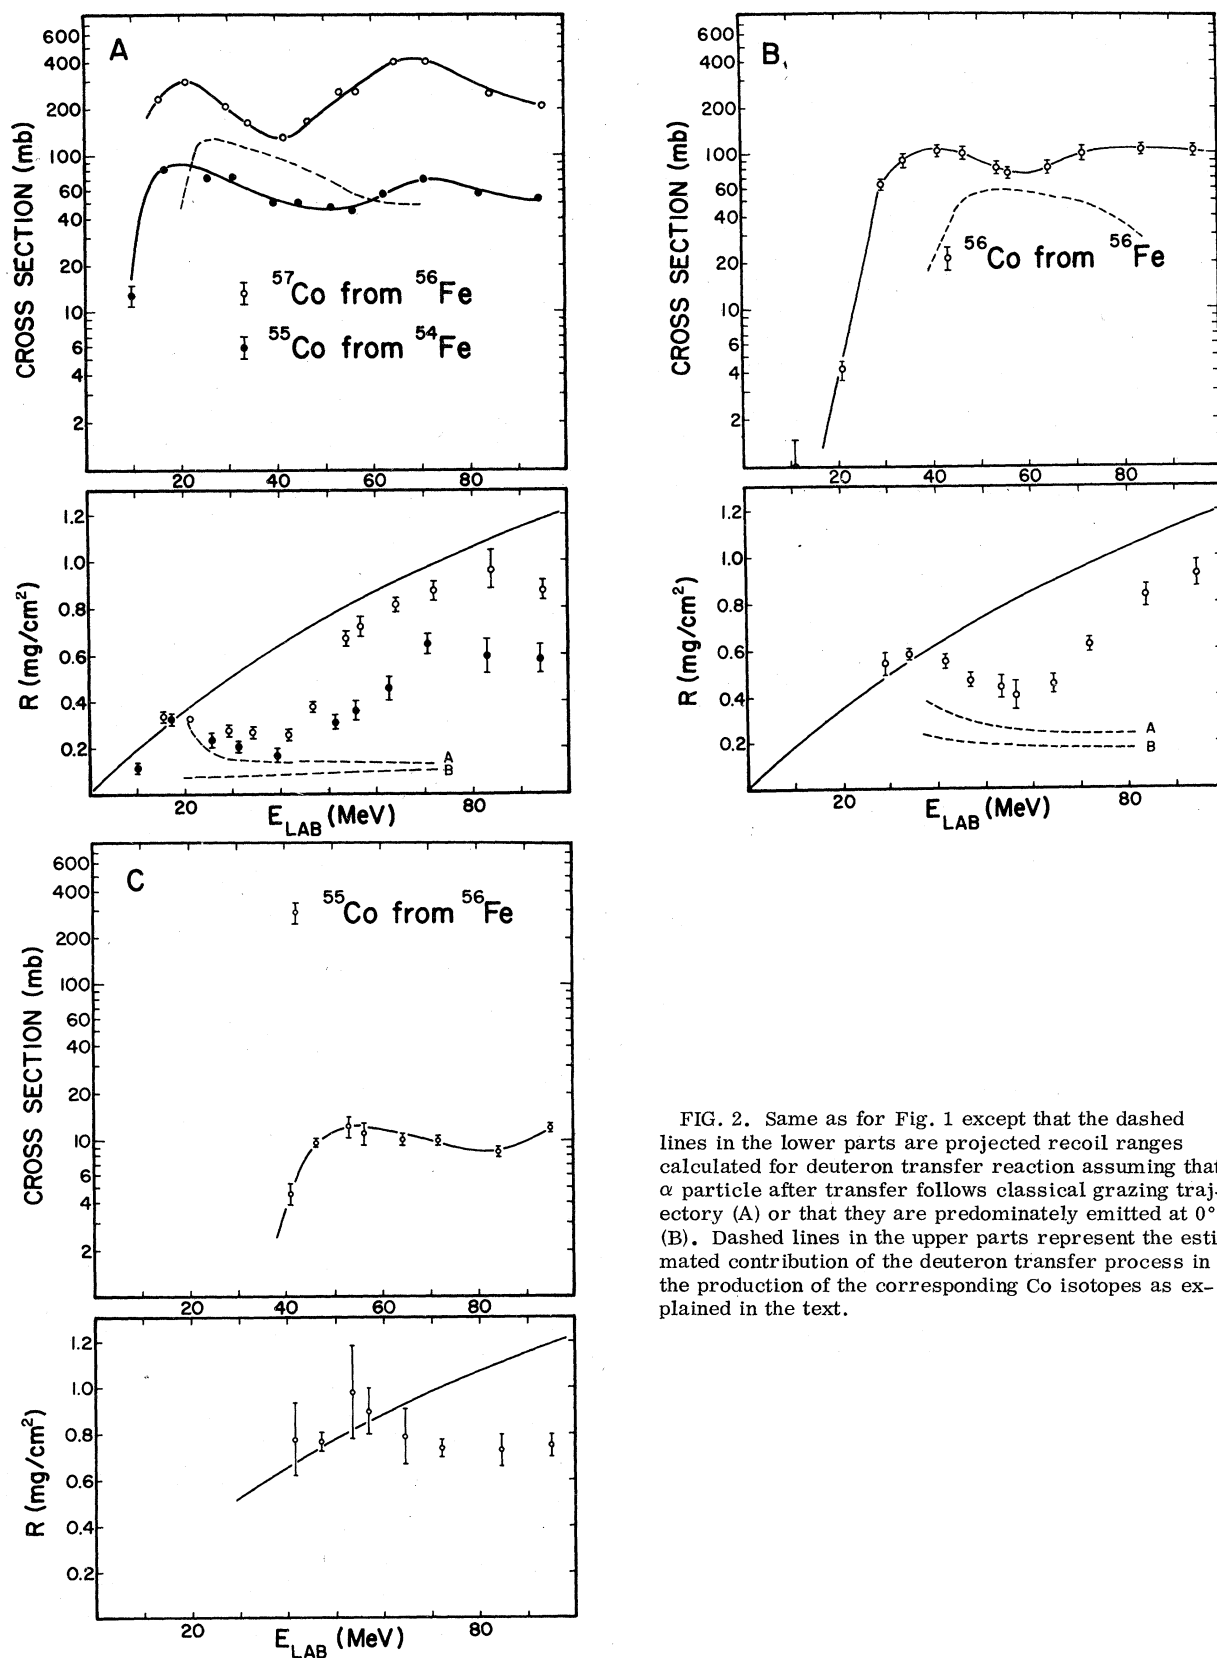 A
CROSS SECTION (mb)
600
400
200
100
60
40
20
10
6
4
2
57Co from 56Fe
55Co from 54Fe
20 40 60 80
R (mg/cm2)
1.2
1.0
0.8
0.6
0.4
0.2
A
B
20 80
ELAB (MeV)
B
CROSS SECTION (mb)
600
400
200
100
60
40
20
10
6
4
2
56Co from 56Fe
20 40 60 80
R (mg/cm2)
1.2
1.0
0.8
0.6
0.4
0.2
A
B
20 80
ELAB (MeV)
C
CROSS SECTION (mb)
600
400
200
100
60
40
20
10
6
4
2
55Co from 56Fe
20 40 60 80
R (mg/cm2)
1.2
1.0
0.8
0.6
0.4
0.2
20 80
ELAB (MeV)
FIG. 2. Same as for Fig. 1 except that the dashed
lines in the lower parts are projected recoil ranges
calculated for deuteron transfer reaction assuming that
α particle after transfer follows classical grazing traj-
ectory (A) or that they are predominately emitted at 0°
(B). Dashed lines in the upper parts represent the esti-
mated contribution of the deuteron transfer process in
the production of the corresponding Co isotopes as ex-
plained in the text.